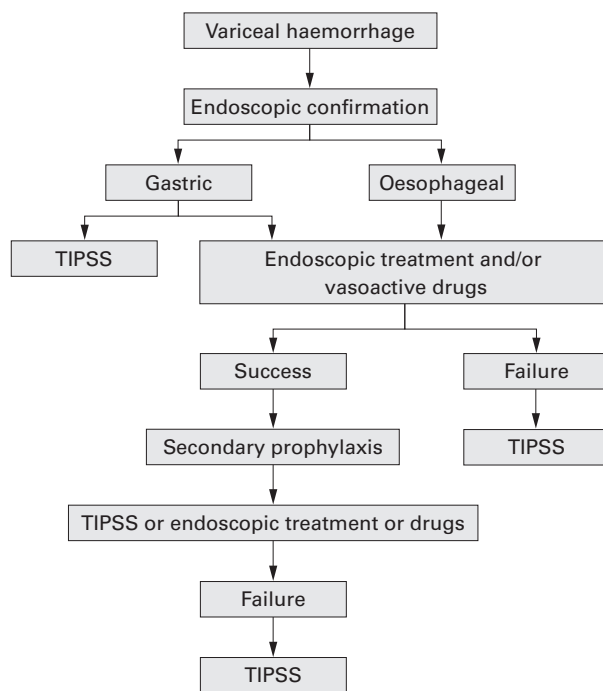 Variceal haemorrhage
Endoscopic confirmation
Gastric
Oesophageal
TIPSS
Endoscopic treatment and/or
vasoactive drugs
Success
Failure
Secondary prophylaxis
TIPSS
TIPSS or endoscopic treatment or drugs
Failure
TIPSS